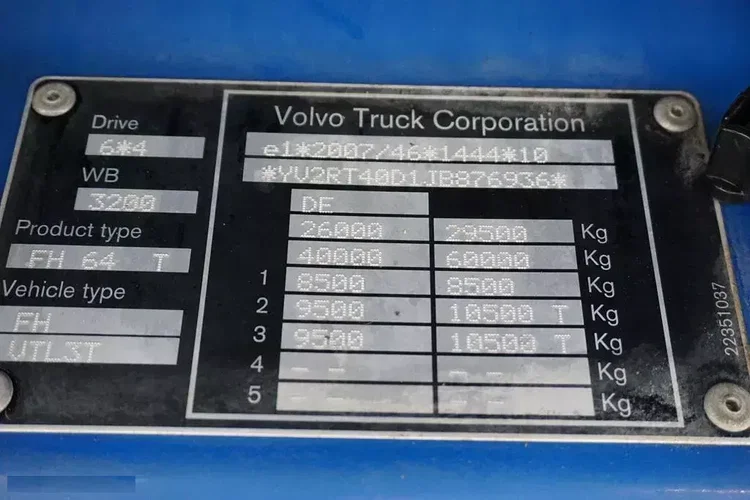 Drive
6*4
WB
3200
Product type
FH 64 T
Vehicle type
FH
VTL3T
Volvo Truck Corporation
e1*2007/46*1444*10
*YV2RT40D1JB876936*
DE
26000 29500 Kg
40000 60000 Kg
1 8500 8500 Kg
2 9500 10500 T Kg
3 9500 10500 T Kg
4 - - - - Kg
5 - - - - Kg
22351037